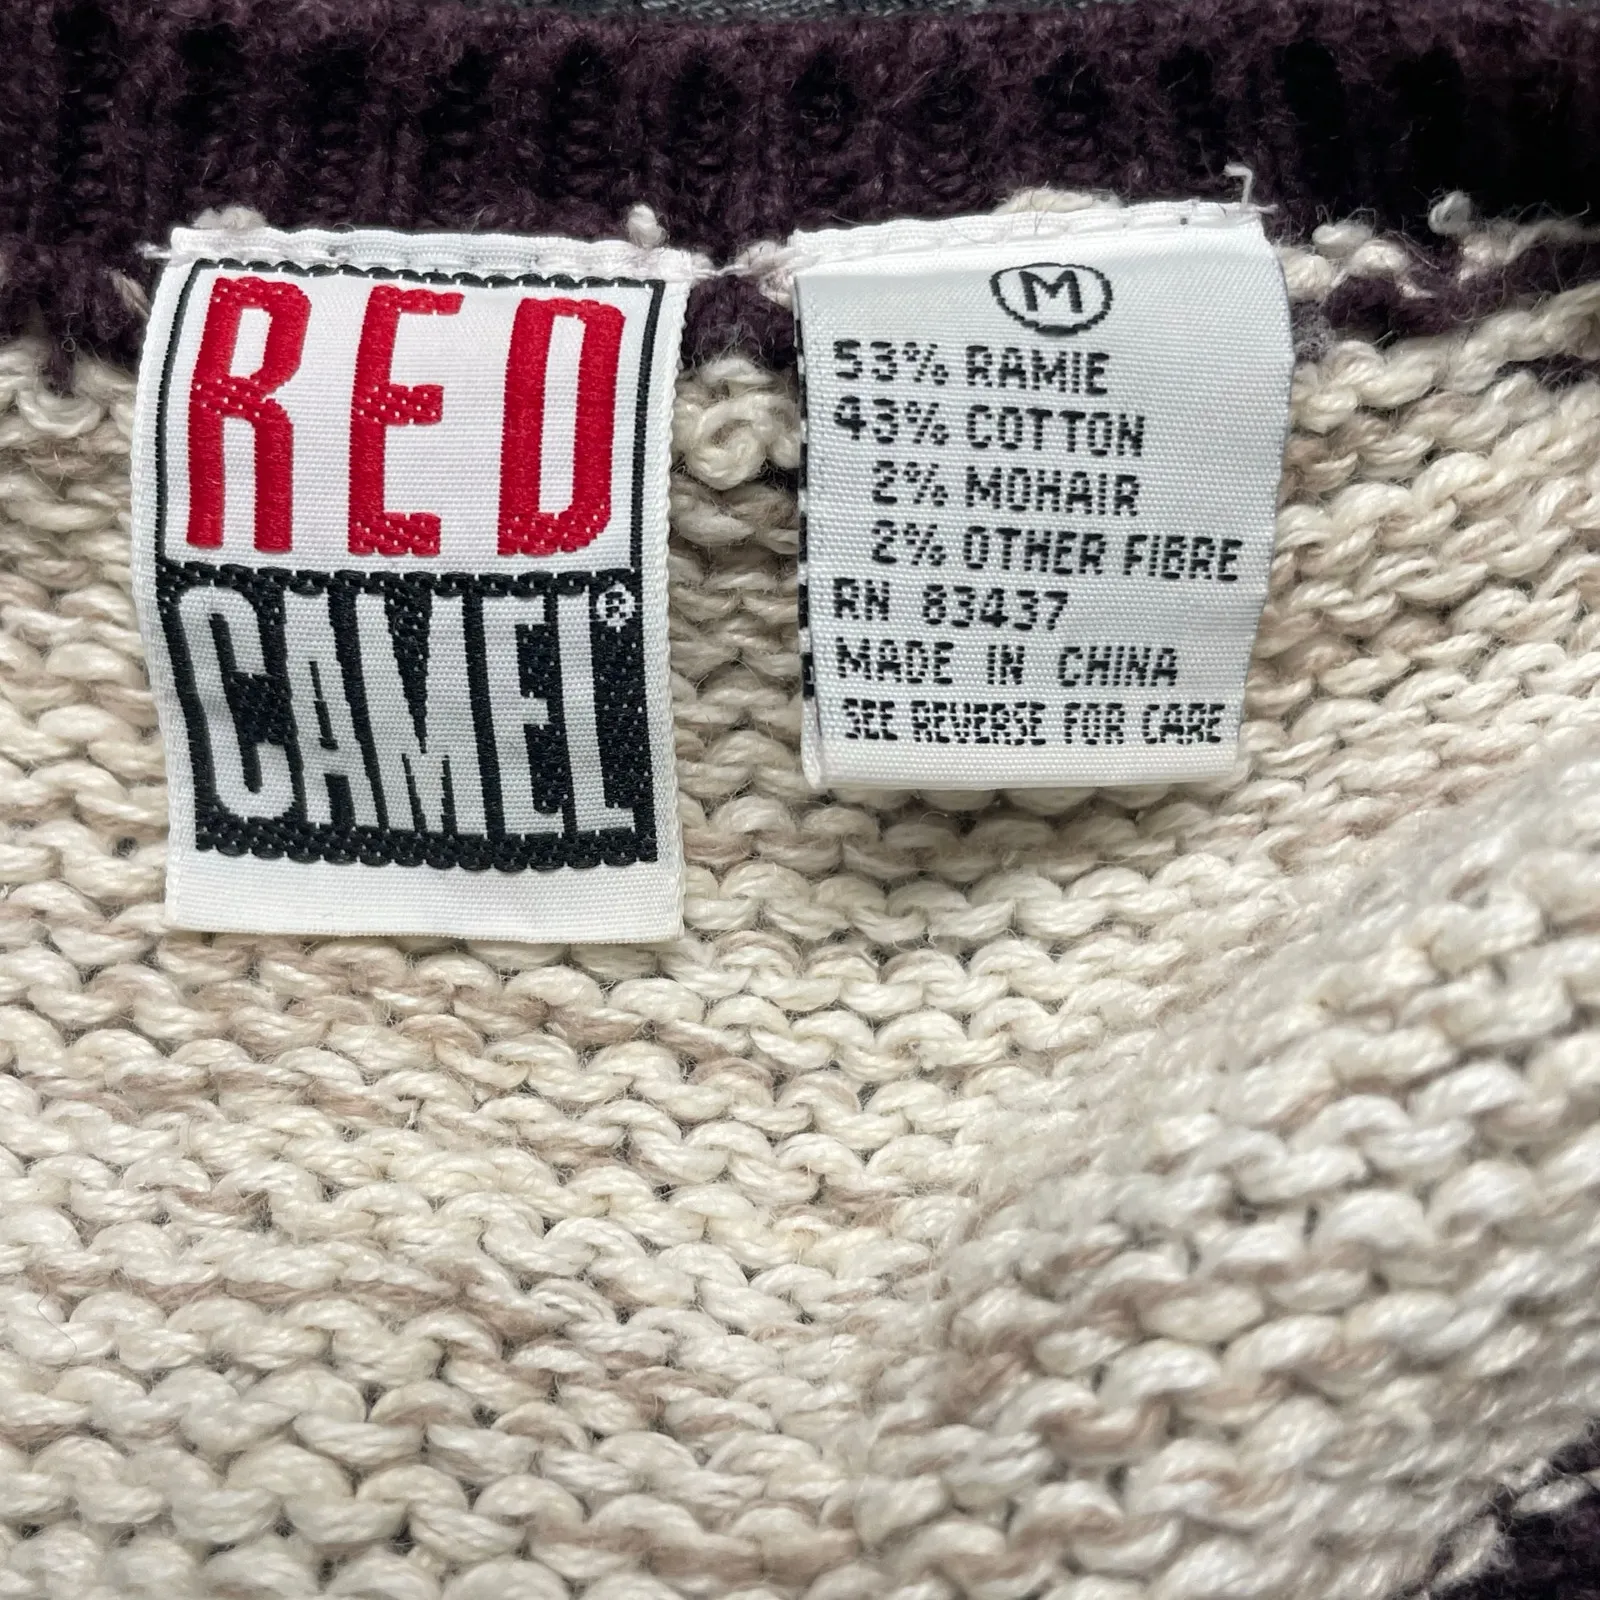 RED
CAMEL®
M
53% RAMIE
43% COTTON
2% MOHAIR
2% OTHER FIBRE
RN 83437
MADE IN CHINA
SEE REVERSE FOR CARE